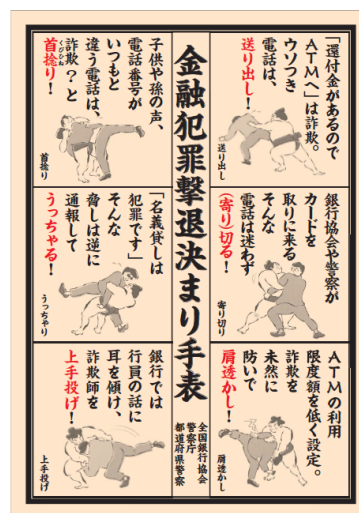 金融犯罪撃退決まり手表
全国銀行協会
警察庁
都道府県警察
「還付金があるので
ATMへ」は詐欺。
ウソつき
電話は、
送り出し！
送り出し
銀行協会や警察が
カードを
取りに来る
そんな
電話は迷わず
(寄り)切る！
寄り切り
ATMの利用
限度額を低く設定。
詐欺を
未然に
防いで
肩透かし！
肩透かし
子供や孫の声、
電話番号が
いつもと
違う電話は、
詐欺？と
首捻り！
くびひね
首捻り
「名義貸しは
犯罪です」
そんな
脅しは逆に
通報して
うっちゃる！
うっちゃり
銀行では
行員の話に
耳を傾け、
詐欺師を
上手投げ！
上手投げ